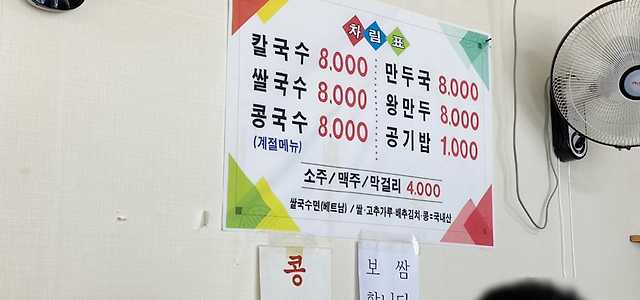 차림표
칼국수 8.000
쌀국수 8.000
콩국수 8.000
(계절메뉴)
만두국 8.000
왕만두 8.000
공기밥 1.000
소주/맥주/막걸리 4.000
쌀국수면(베트남) / 쌀·고추가루·배추김치·콩=국내산
콩
보쌈
합니다